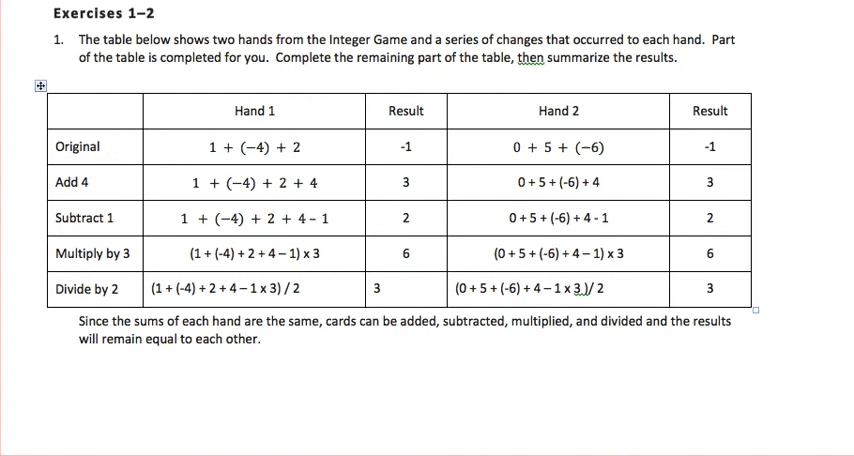 Exercises 1–2
1. The table below shows two hands from the Integer Game and a series of changes that occurred to each hand. Part
of the table is completed for you. Complete the remaining part of the table, then summarize the results.
Hand 1 Result Hand 2 Result
Original 1 + (−4) + 2 -1 0 + 5 + (−6) -1
Add 4 1 + (−4) + 2 + 4 3 0 + 5 + (-6) + 4 3
Subtract 1 1 + (−4) + 2 + 4 - 1 2 0 + 5 + (-6) + 4 - 1 2
Multiply by 3 (1 + (-4) + 2 + 4 – 1) x 3 6 (0 + 5 + (-6) + 4 – 1) x 3 6
Divide by 2 (1 + (-4) + 2 + 4 – 1 x 3) / 2 3 (0 + 5 + (-6) + 4 – 1 x 3 )/ 2 3
Since the sums of each hand are the same, cards can be added, subtracted, multiplied, and divided and the results
will remain equal to each other.